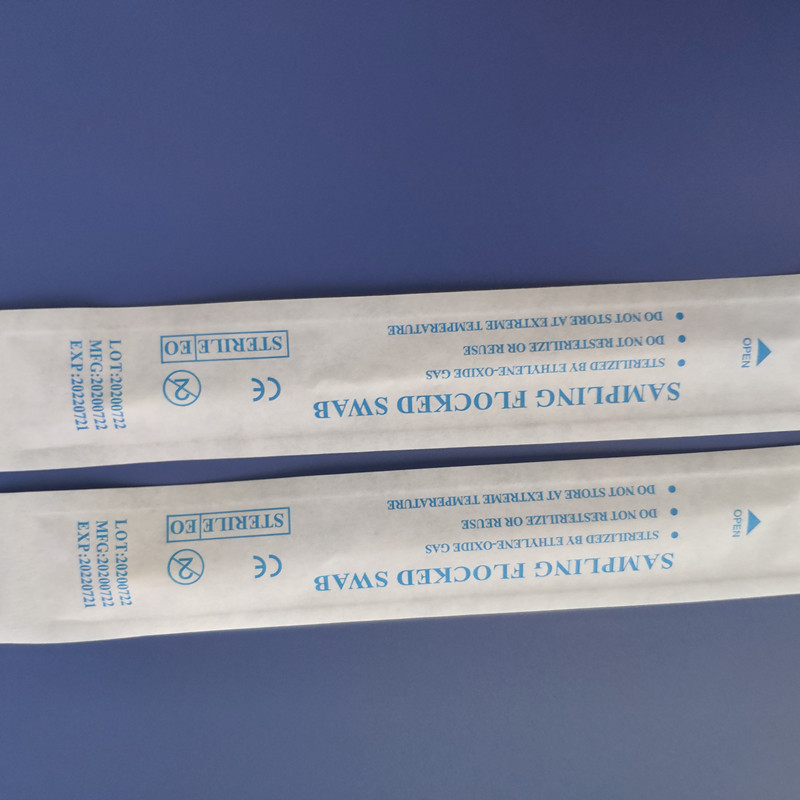 OPEN
SAMPLING FLOCKED SWAB
STERILIZED BY ETHYLENE-OXIDE GAS
DO NOT RESTERILIZE OR REUSE
DO NOT STORE AT EXTREME TEMPERATURE
CE
2
STERILE EO
LOT:20200722
MFG:20200722
EXP:20220721
OPEN
SAMPLING FLOCKED SWAB
STERILIZED BY ETHYLENE-OXIDE GAS
DO NOT RESTERILIZE OR REUSE
DO NOT STORE AT EXTREME TEMPERATURE
CE
2
STERILE EO
LOT:20200722
MFG:20200722
EXP:20220721